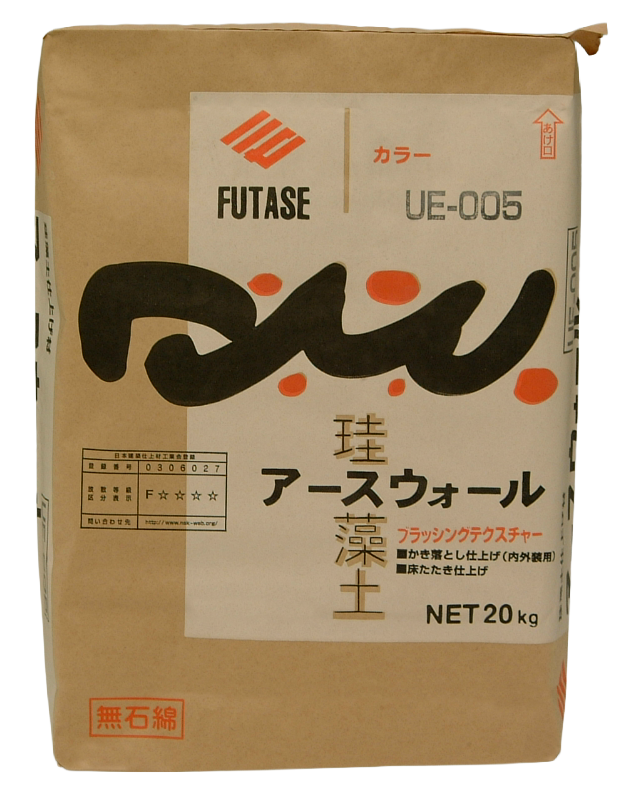 あけ口
カラー
FUTASE
UE-005
珪藻土
アースウォール
ブラッシングテクスチャー
■かき落とし仕上げ(内外装用)
■床たたき仕上げ
NET 20 kg
日本建築仕上材工業会登録
登録番号 0306027
放散等級
区分表示 F☆☆☆☆
問い合わせ先 http://www.nsk-web.org/
無石綿
UE-005